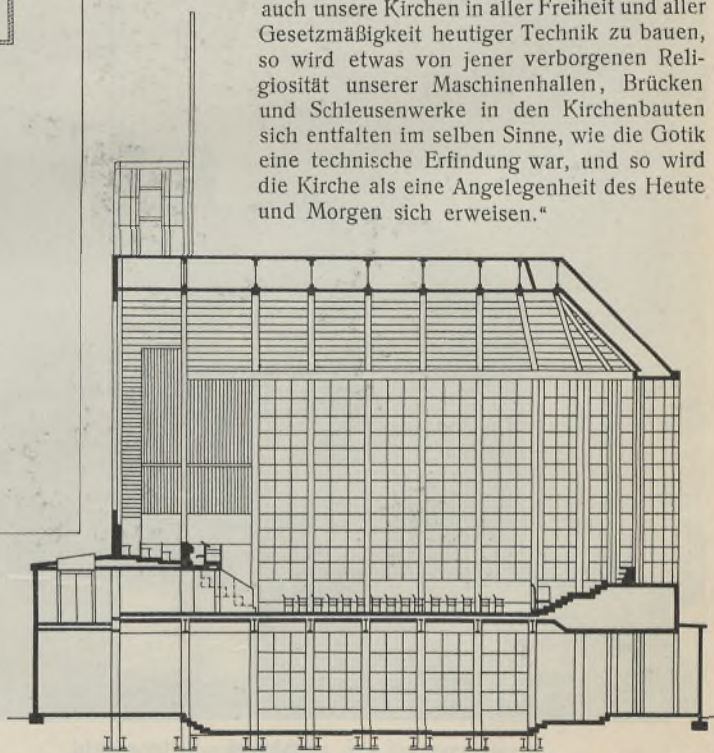 auch unsere Kirchen in aller Freiheit und aller
Gesetzmäßigkeit heutiger Technik zu bauen,
so wird etwas von jener verborgenen Reli-
giosität unserer Maschinenhallen, Brücken
und Schleusenwerke in den Kirchenbauten
sich entfalten im selben Sinne, wie die Gotik
eine technische Erfindung war, und so wird
die Kirche als eine Angelegenheit des Heute
und Morgen sich erweisen.“